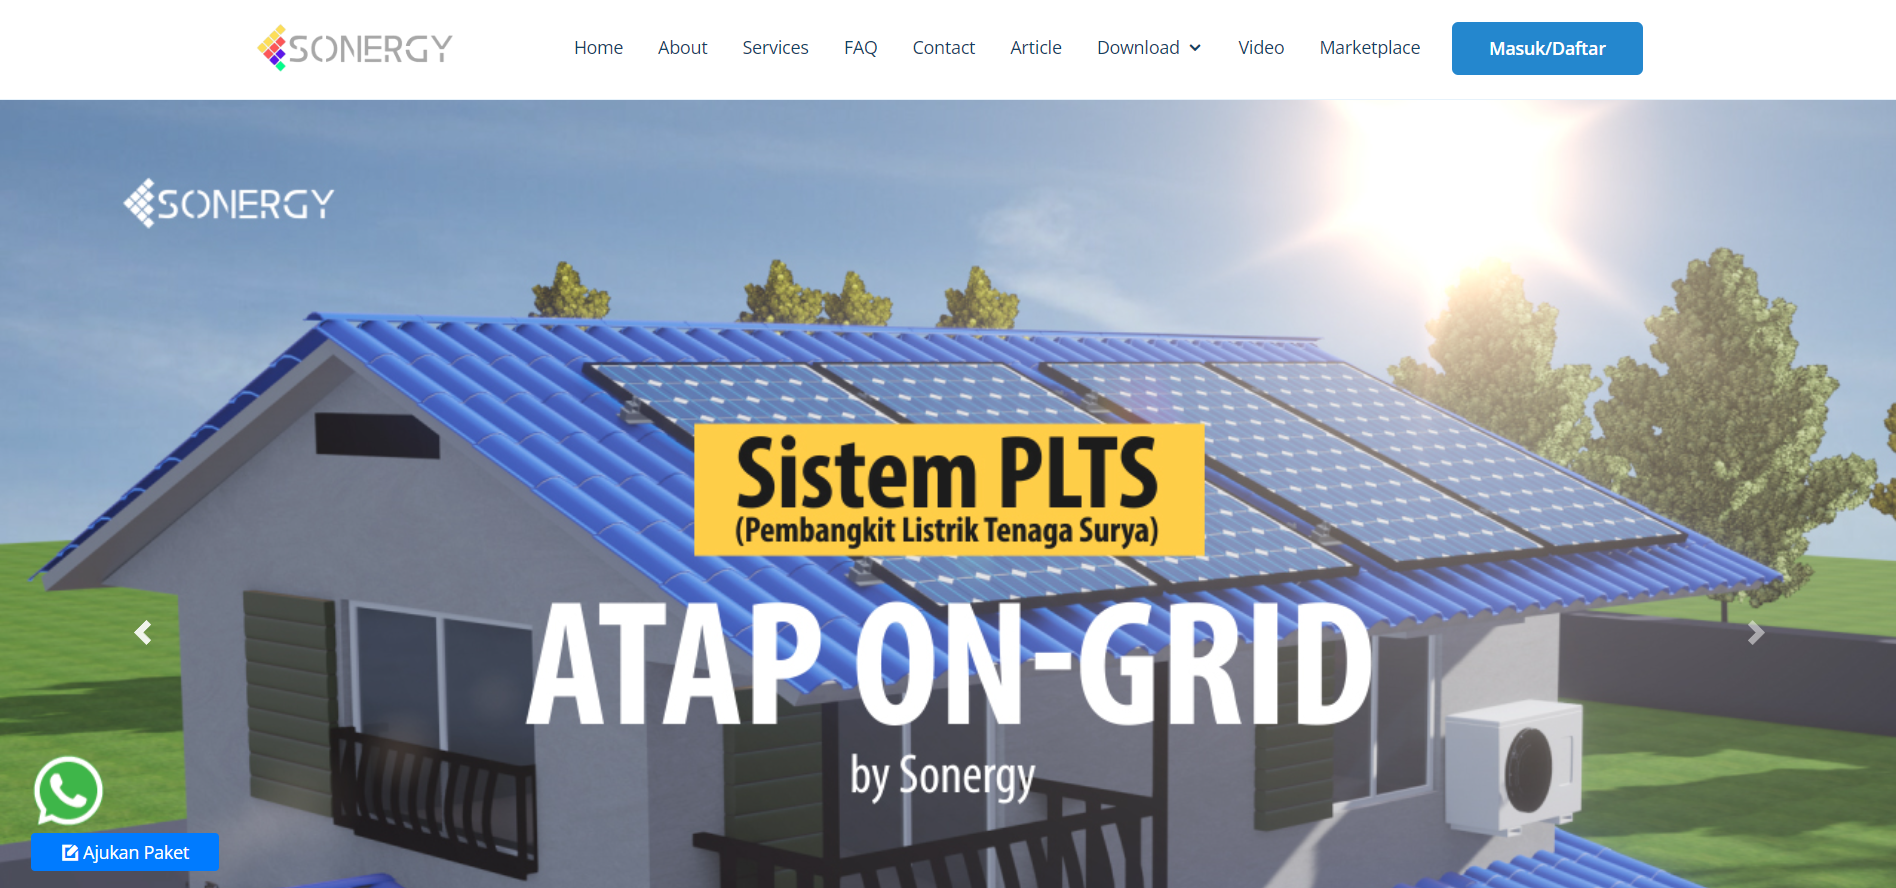 SONERGY
Home About Services FAQ Contact Article Download Video Marketplace Masuk/Daftar
SONERGY
Sistem PLTS
(Pembangkit Listrik Tenaga Surya)
ATAP ON-GRID
by Sonergy
Ajukan Paket